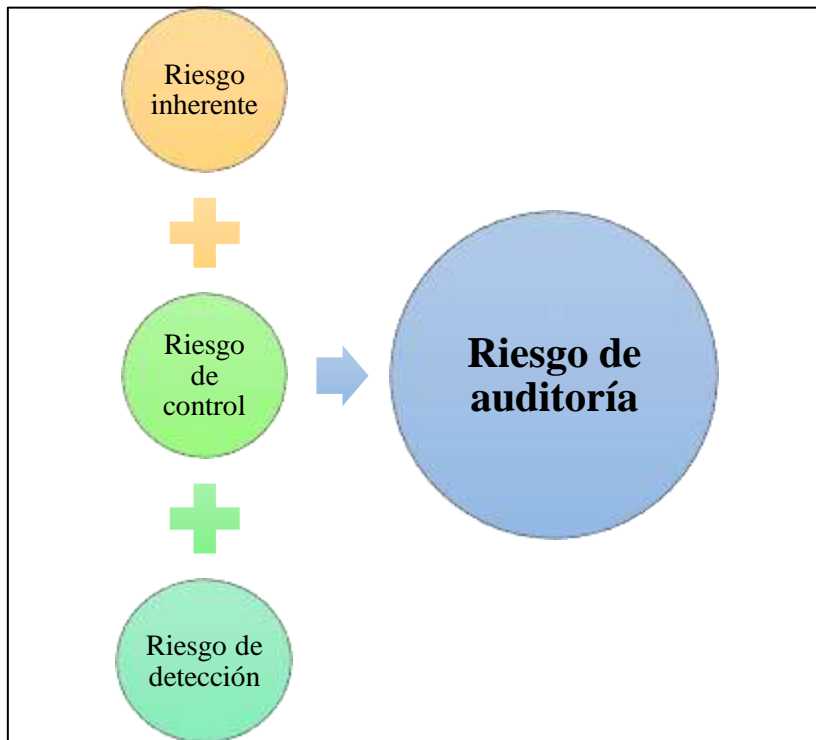 Riesgo
inherente
Riesgo
de
control
Riesgo de
detección
Riesgo de
auditoría